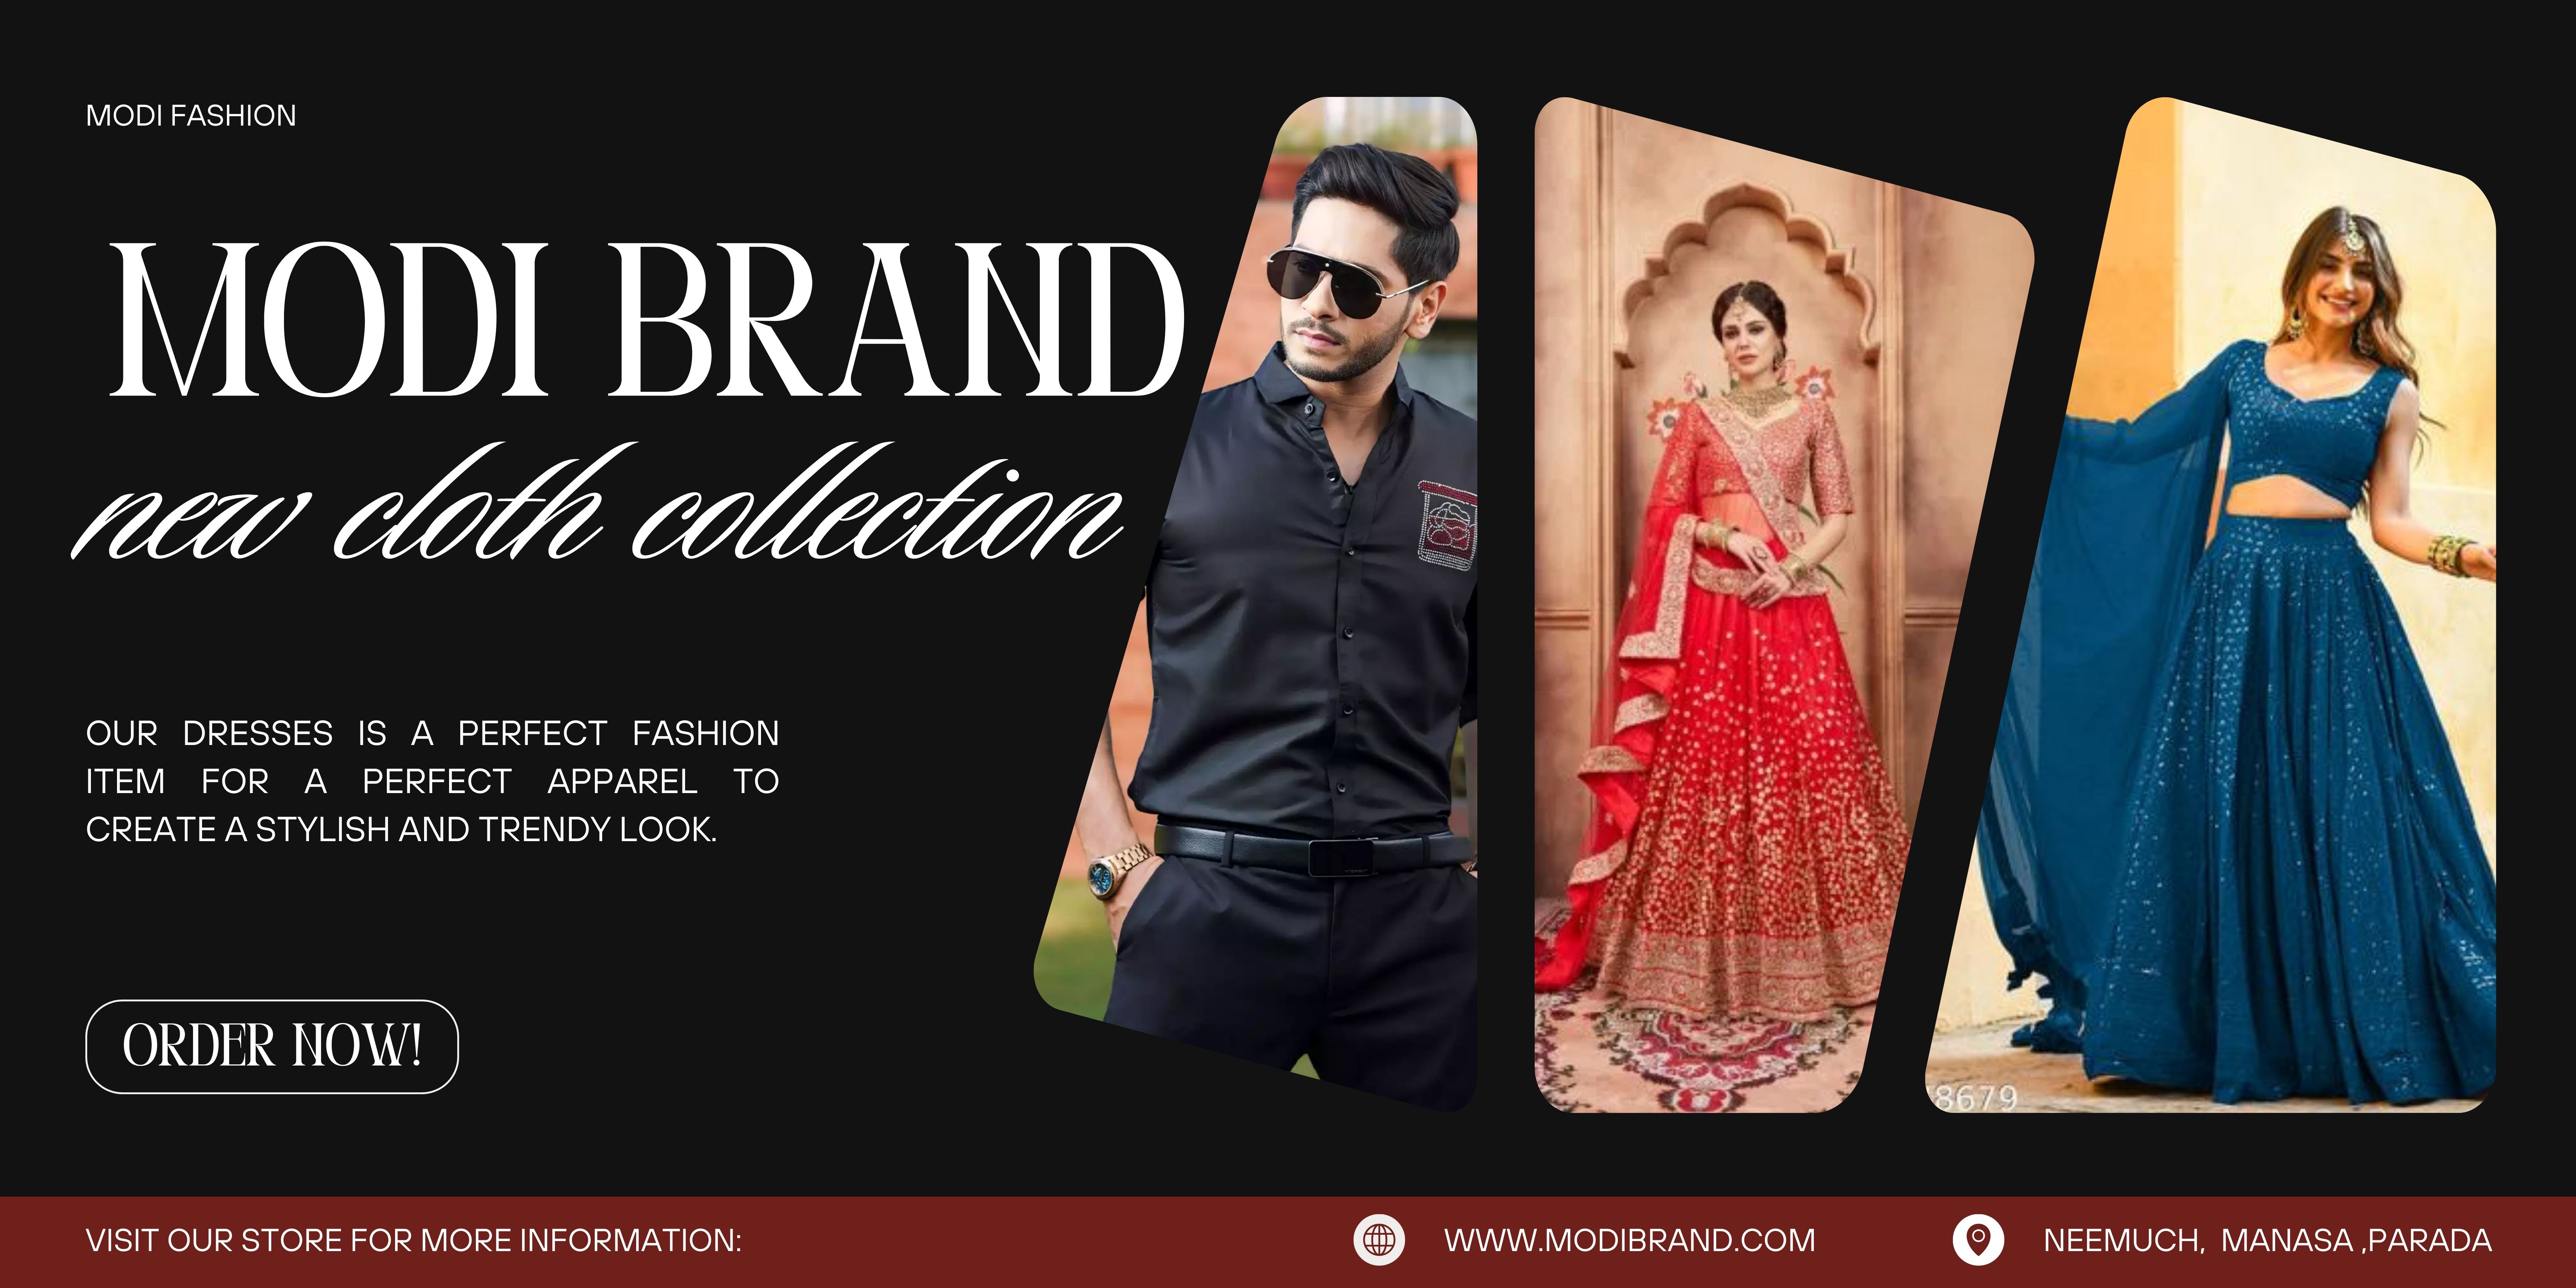 MODI FASHION
MODI BRAND
new cloth collection
OUR DRESSES IS A PERFECT FASHION
ITEM FOR A PERFECT APPAREL TO
CREATE A STYLISH AND TRENDY LOOK.
ORDER NOW!
8679
VISIT OUR STORE FOR MORE INFORMATION:
WWW.MODIBRAND.COM
NEEMUCH, MANASA ,PARADA